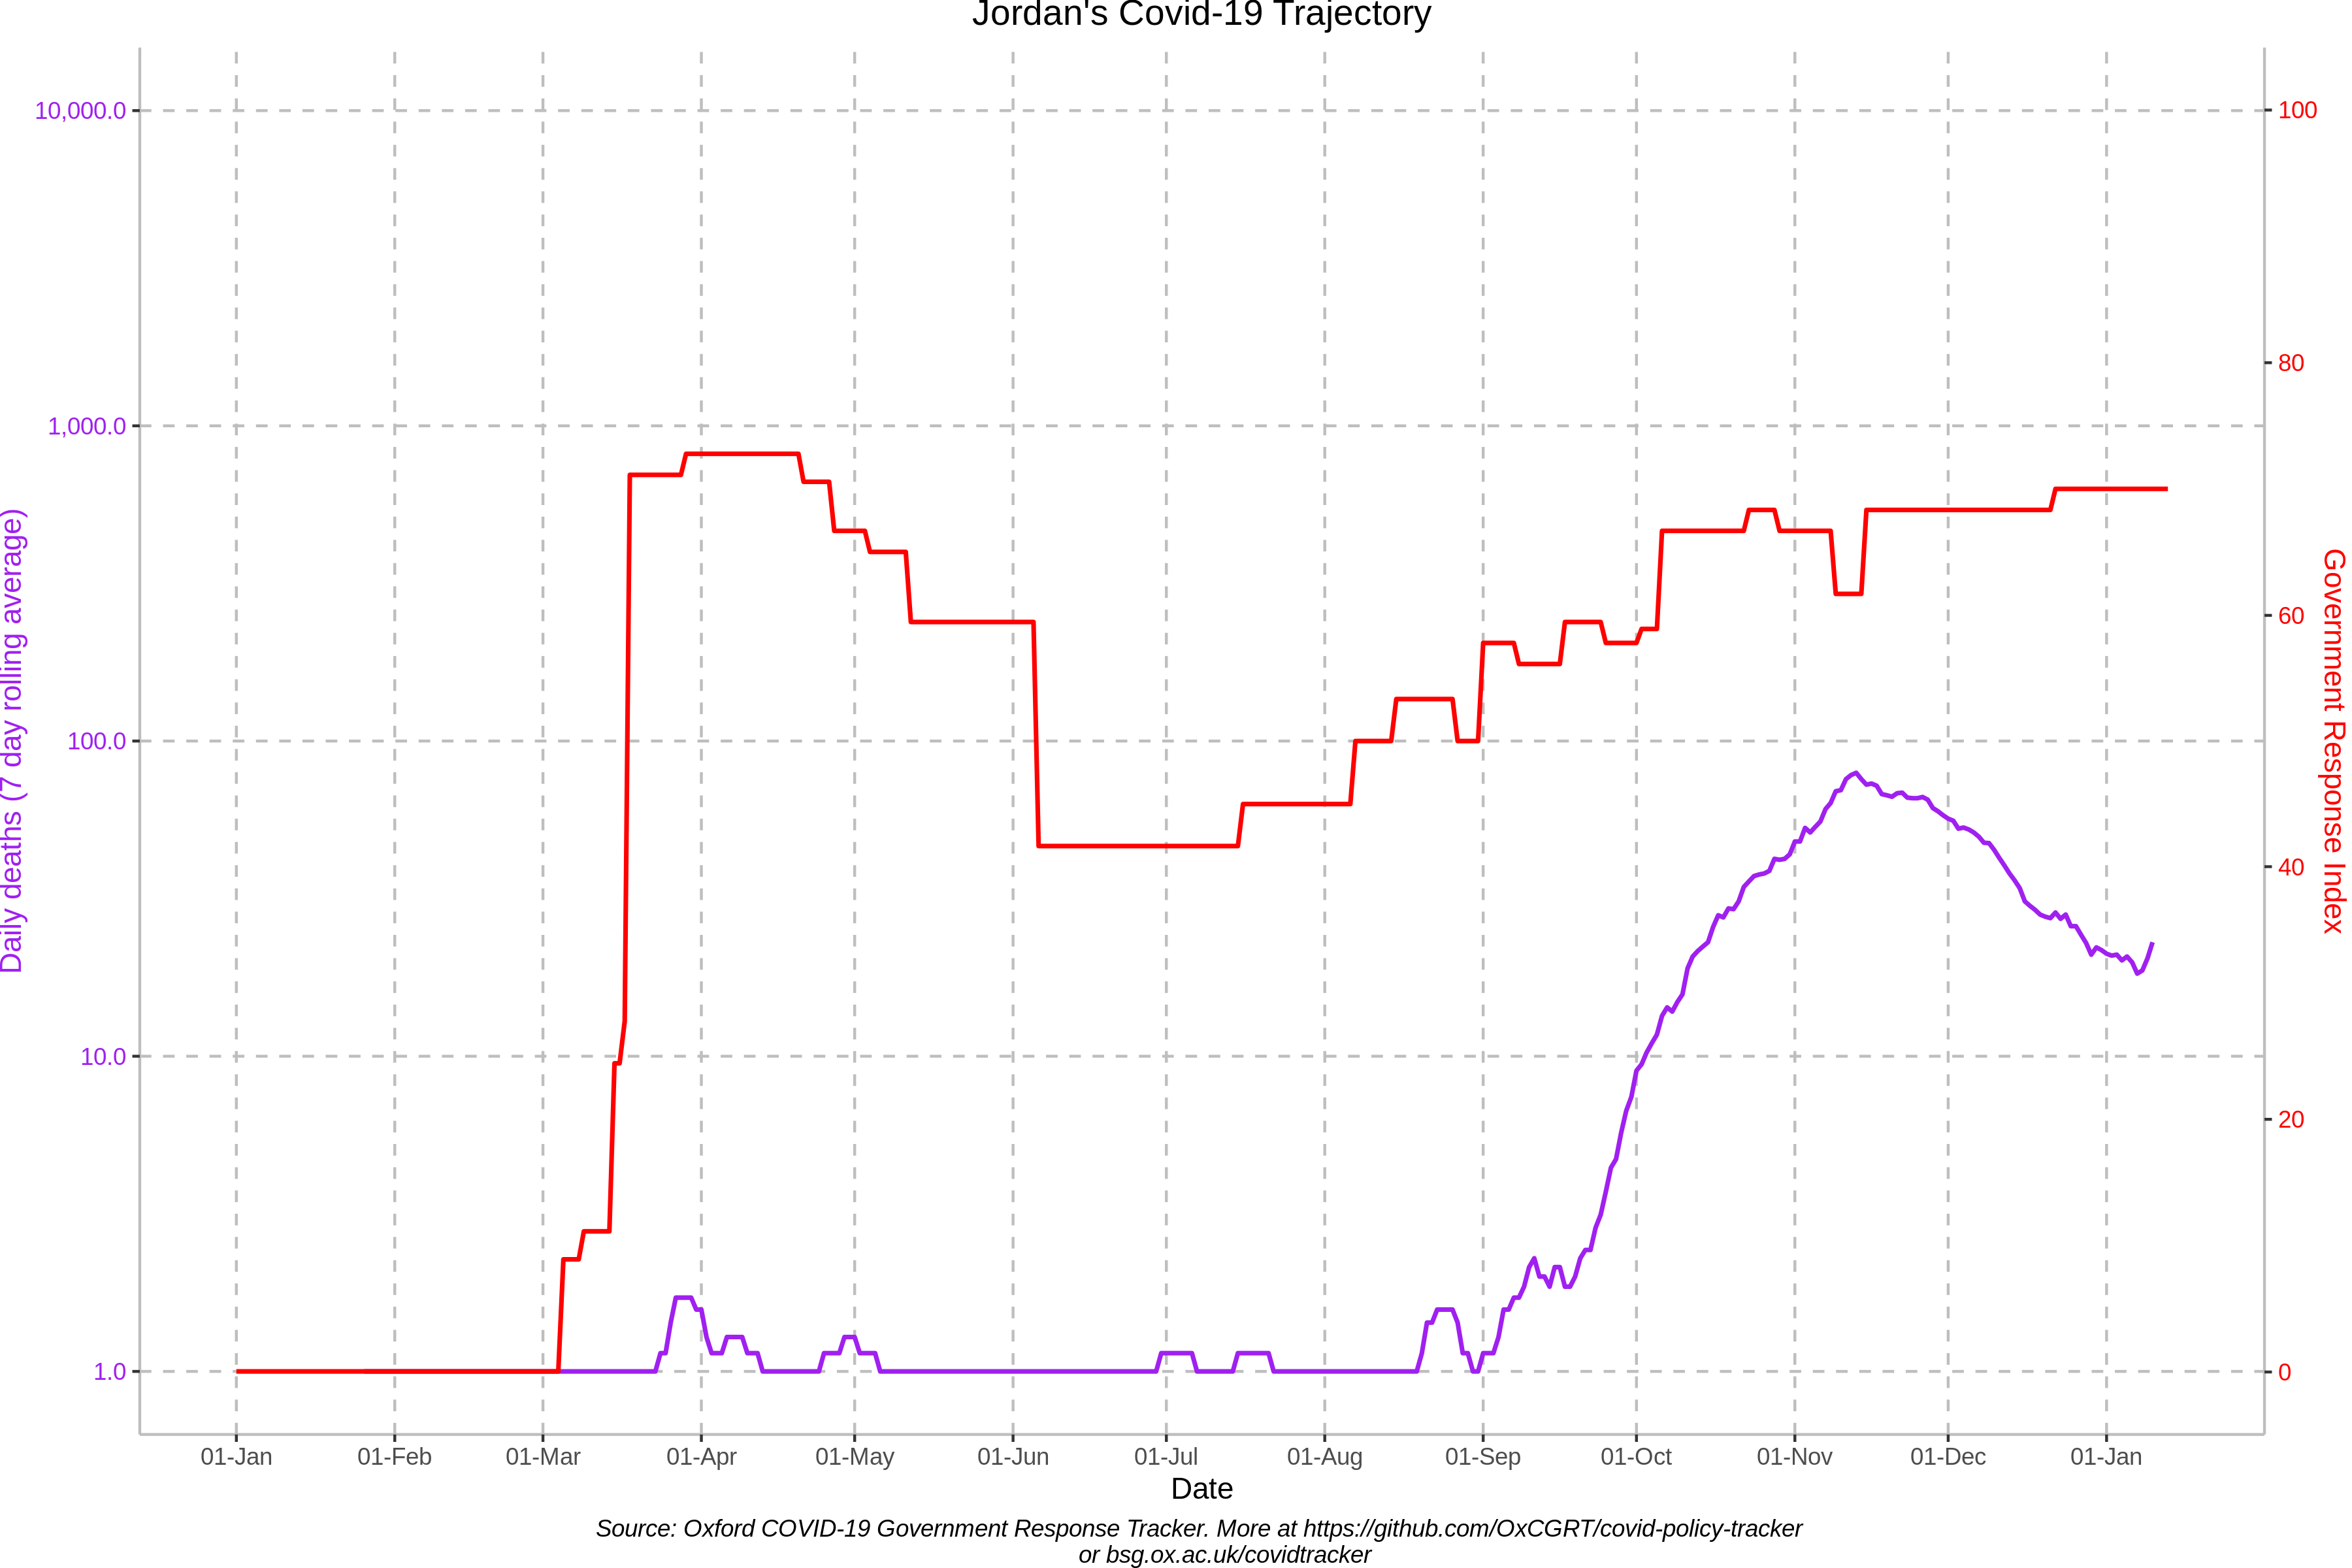 Jordan's Covid-19 Trajectory
10,000.0
1,000.0
100.0
10.0
1.0
Daily deaths (7 day rolling average)
100
80
60
40
20
0
Government Response Index
01-Jan
01-Feb
01-Mar
01-Apr
01-May
01-Jun
01-Jul
01-Aug
01-Sep
01-Oct
01-Nov
01-Dec
01-Jan
Date
Source: Oxford COVID-19 Government Response Tracker. More at https://github.com/OxCGRT/covid-policy-tracker
or bsg.ox.ac.uk/covidtracker